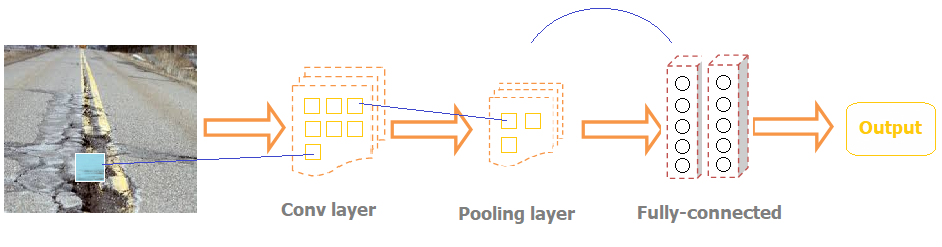 Output
Conv layer
Pooling layer
Fully-connected